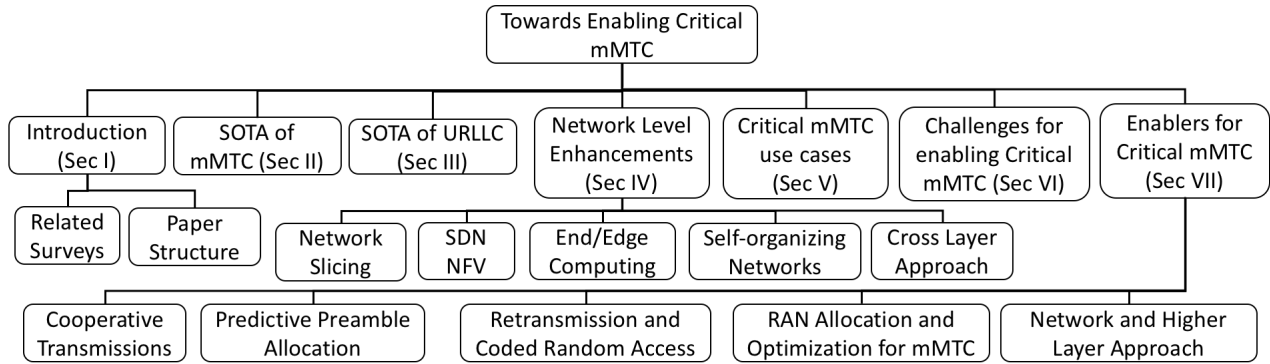 Towards Enabling Critical
mMTC
Introduction
(Sec I)
SOTA of
mMTC (Sec II)
SOTA of URLLC
(Sec III)
Network Level
Enhancements
(Sec IV)
Critical mMTC
use cases
(Sec V)
Challenges for
enabling Critical
mMTC (Sec VI)
Enablers for
Critical mMTC
(Sec VII)
Related
Surveys
Paper
Structure
Network
Slicing
SDN
NFV
End/Edge
Computing
Self-organizing
Networks
Cross Layer
Approach
Cooperative
Transmissions
Predictive Preamble
Allocation
Retransmission and
Coded Random Access
RAN Allocation and
Optimization for mMTC
Network and Higher
Layer Approach